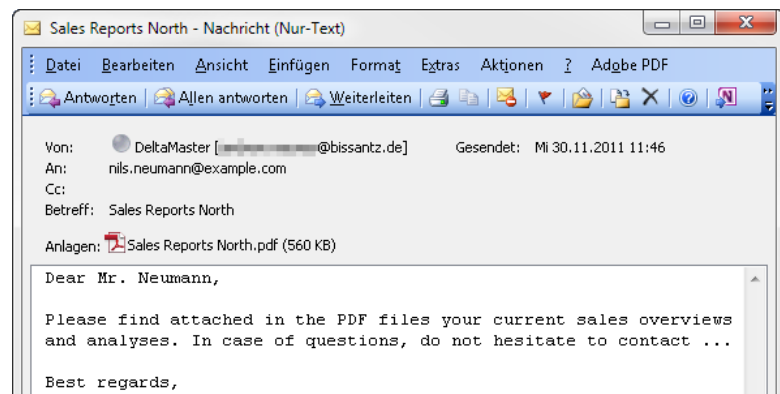 Sales Reports North - Nachricht (Nur-Text)
Datei Bearbeiten Ansicht Einfügen Format Extras Aktionen ? Adobe PDF
Antworten Allen antworten Weiterleiten
Von: DeltaMaster [@bissantz.de] Gesendet: Mi 30.11.2011 11:46
An: nils.neumann@example.com
Cc:
Betreff: Sales Reports North
Anlagen: Sales Reports North.pdf (560 KB)
Dear Mr. Neumann,
Please find attached in the PDF files your current sales overviews
and analyses. In case of questions, do not hesitate to contact ...
Best regards,